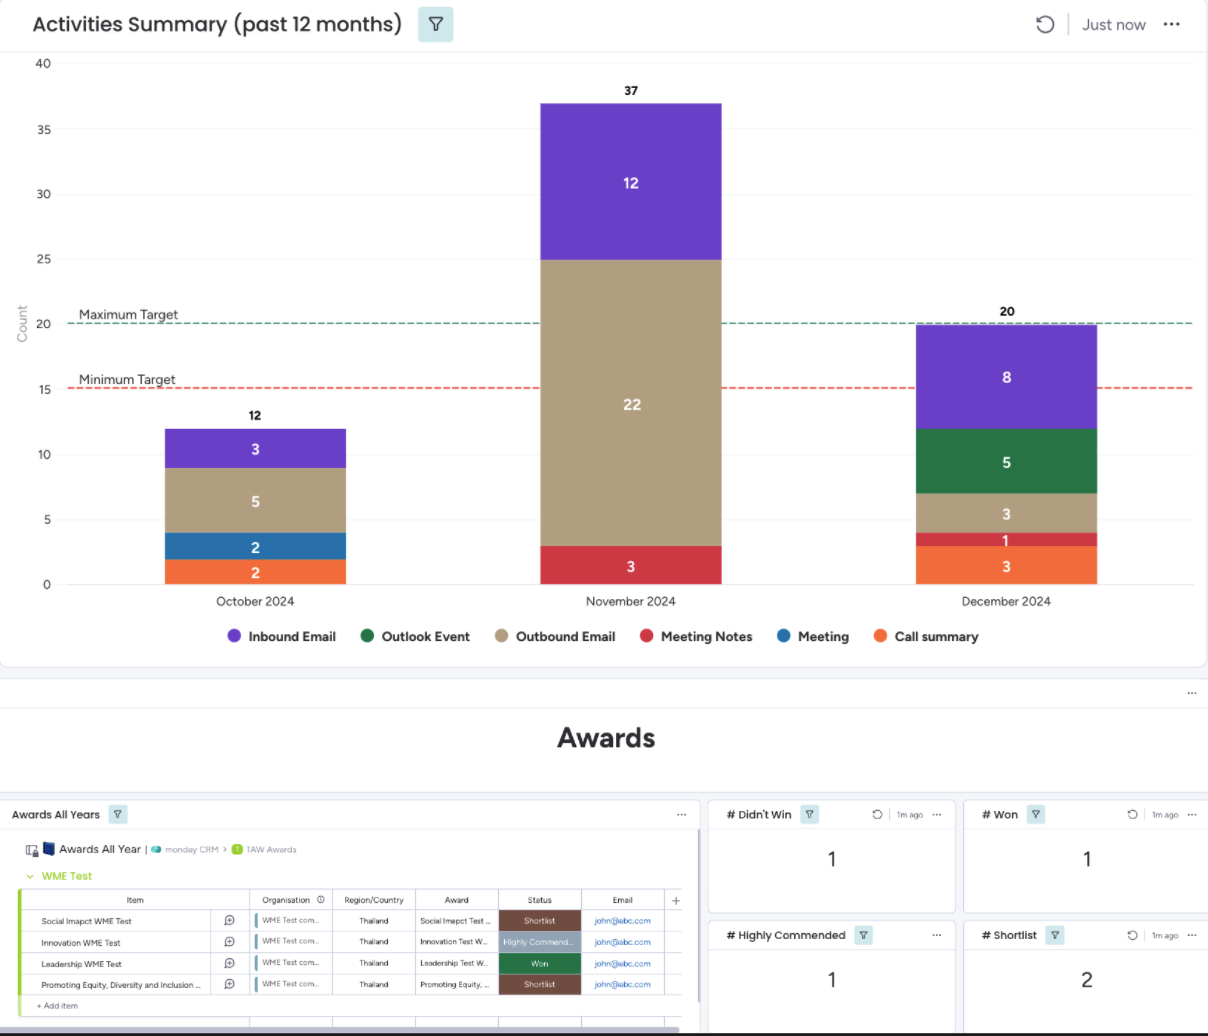 Activities Summary (past 12 months)
Just now
40
37
35
12
30
25
Maximum Target
Count
20
20
Minimum Target
8
15
12
22
3
10
5
5
3
5
2
1
3
3
2
0
October 2024 November 2024 December 2024
Inbound Email Outlook Event Outbound Email Meeting Notes Meeting Call summary
Awards
Awards All Years
Awards All Year | monday CRM > TAW Awards
WME Test
Item Organisation Region/Country Award Status Email +
Social Imapct WME Test WME Test com... Thailand Social Imapct Test ... Shortlist john@abc.com
Innovation WME Test WME Test com... Thailand Innovation Test W... Highly Commend... john@abc.com
Leadership WME Test WME Test com... Thailand Leadership Test W... Won john@abc.com
Promoting Equity, Diversity and Inclusion ... WME Test com... Thailand Promoting Equity, ... Shortlist john@abc.com
+ Add item
# Didn't Win 1m ago
1
# Won 1m ago
1
# Highly Commended
1
# Shortlist 1m ago
2